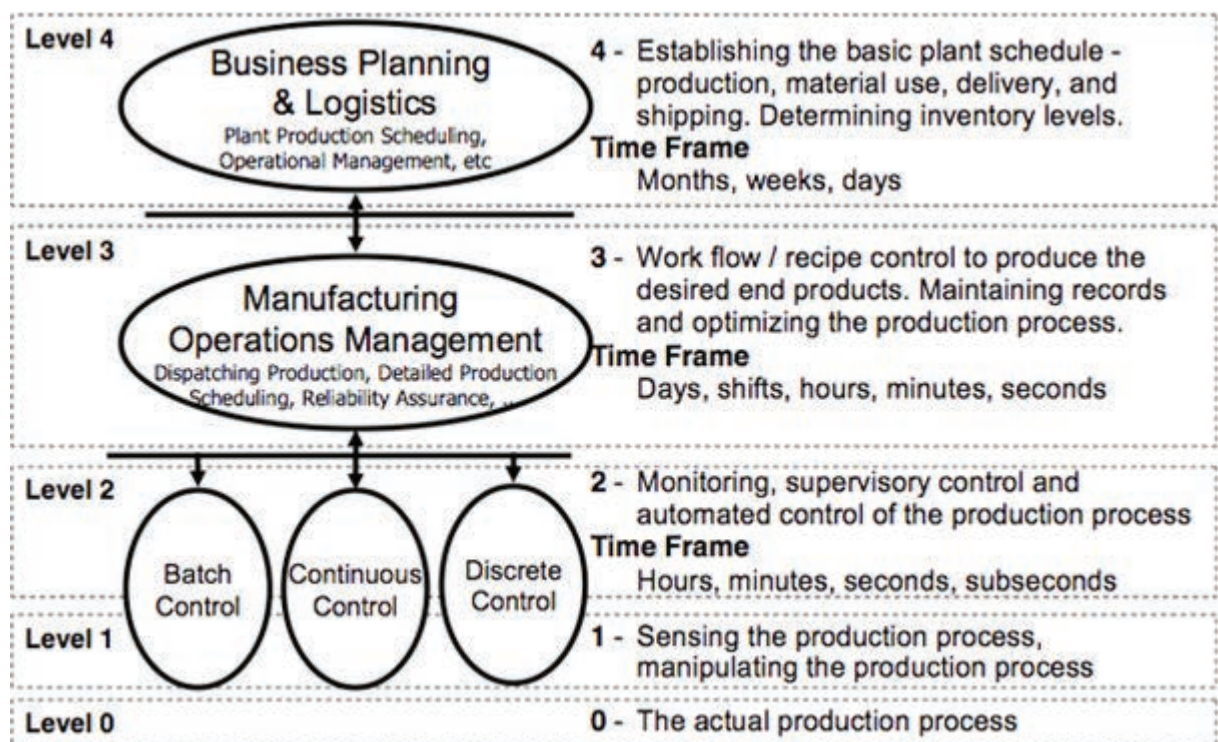 Level 4
Business Planning
& Logistics
Plant Production Scheduling,
Operational Management, etc
4 - Establishing the basic plant schedule -
production, material use, delivery, and
shipping. Determining inventory levels.
Time Frame
Months, weeks, days
Level 3
Manufacturing
Operations Management
Dispatching Production, Detailed Production
Scheduling, Reliability Assurance, ...
3 - Work flow / recipe control to produce the
desired end products. Maintaining records
and optimizing the production process.
Time Frame
Days, shifts, hours, minutes, seconds
Level 2
Batch
Control
Continuous
Control
Discrete
Control
2 - Monitoring, supervisory control and
automated control of the production process
Time Frame
Hours, minutes, seconds, subseconds
Level 1
1 - Sensing the production process,
manipulating the production process
Level 0
0 - The actual production process